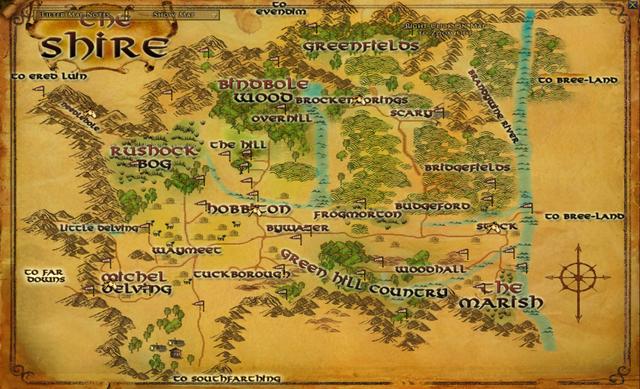 to
evendim
Filter Map Notes
Show Map
the
Shire
Greenfields
to Ered Luin
to Bree-land
Brandywine River
Needlehole
Bindbole
Wood
Brockenborings
Overhill
Scary
Rushock
Bog
The Hill
Bridgefields
Hobbiton
Frogmorton
Budgeford
to Bree-land
Little Delving
Bywater
Stock
Waymeet
to Far
Downs
Michel
Delving
Tuckborough
Green Hill Country
Woodhall
The
Marish
to Southfarthing